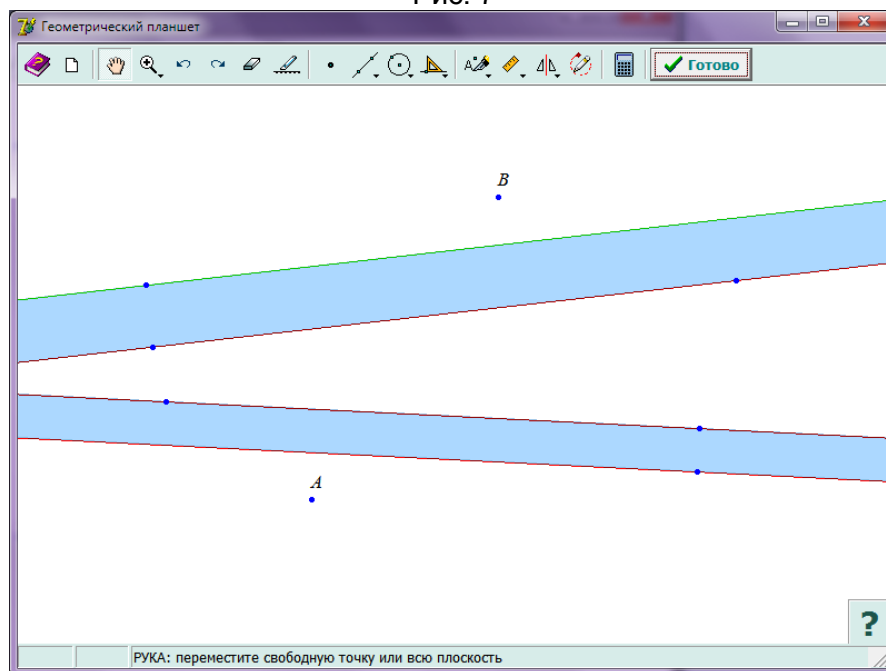 Рис. 7
Геометрический планшет
Готово
B
A
?
РУКА: переместите свободную точку или всю плоскость